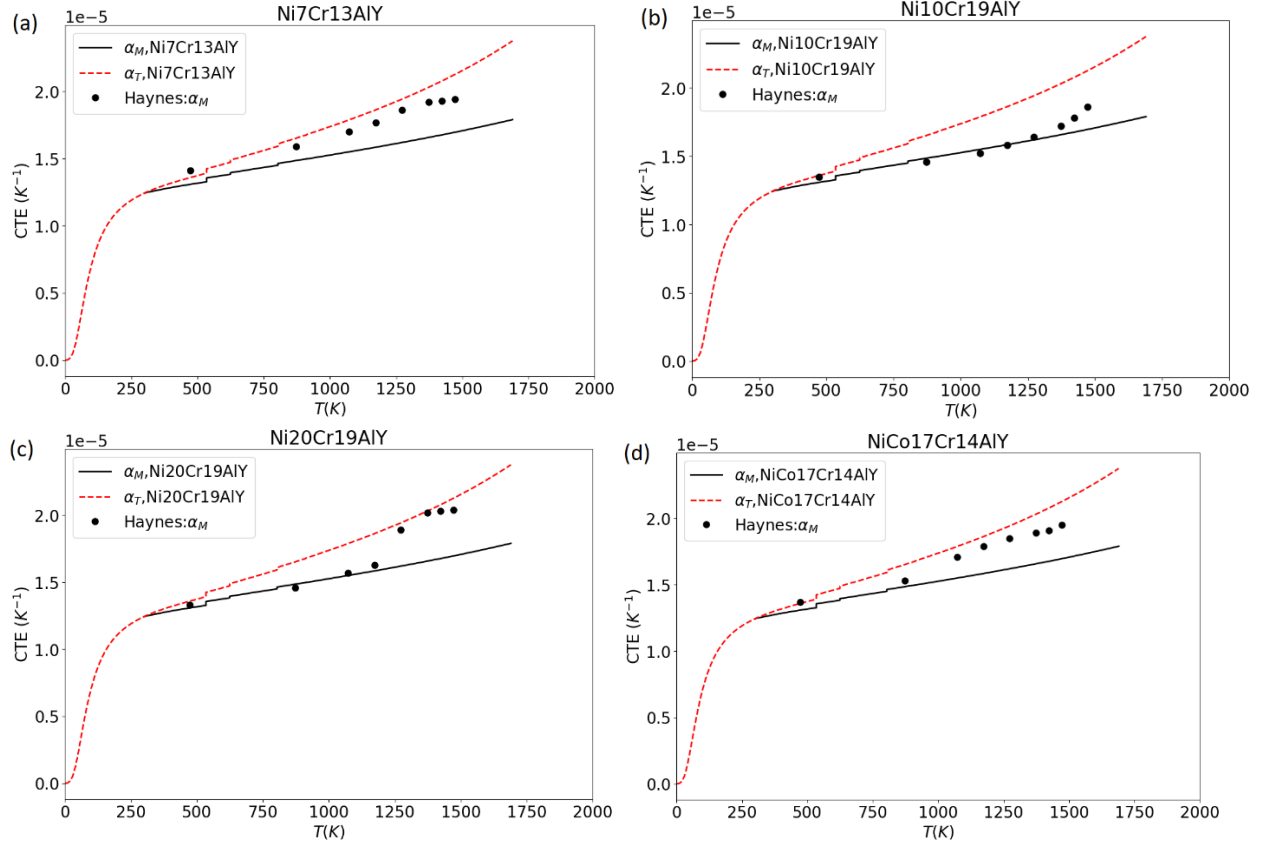 (a)
1e−5
Ni7Cr13AlY
α_M,Ni7Cr13AlY
α_T,Ni7Cr13AlY
Haynes:α_M
CTE (K⁻¹)
2.0
1.5
1.0
0.5
0.0
0 250 500 750 1000 1250 1500 1750 2000
T(K)
(b)
1e−5
Ni10Cr19AlY
α_M,Ni10Cr19AlY
α_T,Ni10Cr19AlY
Haynes:α_M
CTE (K⁻¹)
2.0
1.5
1.0
0.5
0.0
0 250 500 750 1000 1250 1500 1750 2000
T(K)
(c)
1e−5
Ni20Cr19AlY
α_M,Ni20Cr19AlY
α_T,Ni20Cr19AlY
Haynes:α_M
CTE (K⁻¹)
2.0
1.5
1.0
0.5
0.0
0 250 500 750 1000 1250 1500 1750 2000
T(K)
(d)
1e−5
NiCo17Cr14AlY
α_M,NiCo17Cr14AlY
α_T,NiCo17Cr14AlY
Haynes:α_M
CTE (K⁻¹)
2.0
1.5
1.0
0.5
0.0
0 250 500 750 1000 1250 1500 1750 2000
T(K)